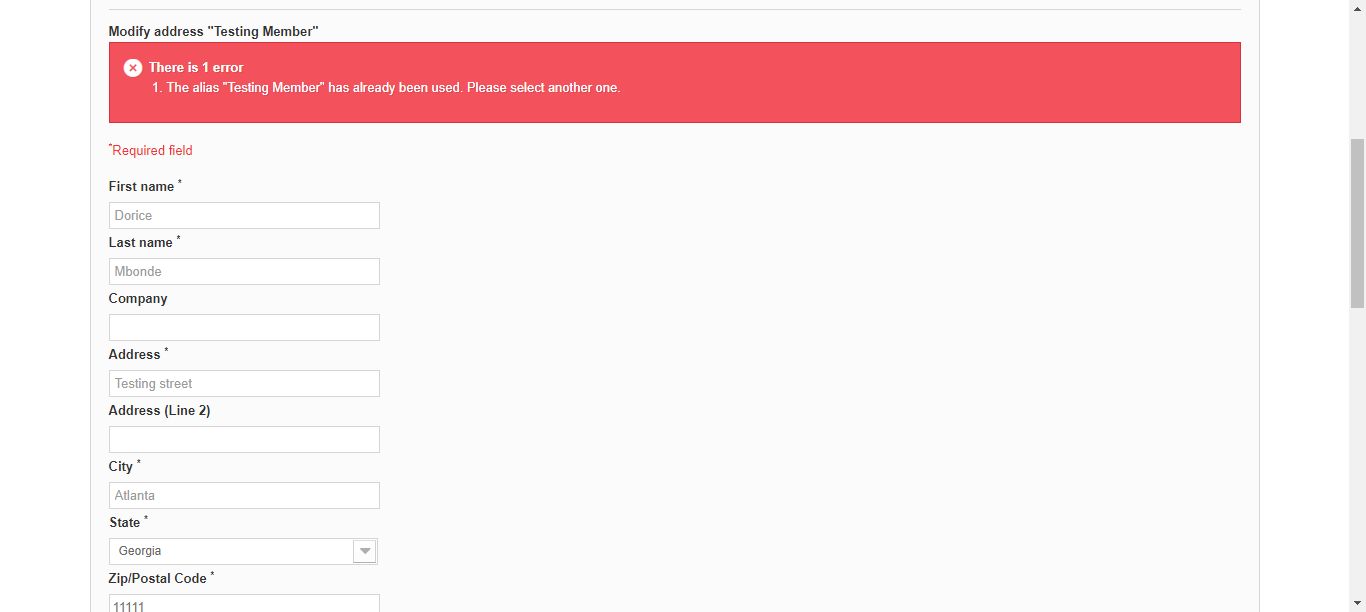 Modify address "Testing Member"
There is 1 error
1. The alias "Testing Member" has already been used. Please select another one.
*Required field
First name *
Dorice
Last name *
Mbonde
Company
Address *
Testing street
Address (Line 2)
City *
Atlanta
State *
Georgia
Zip/Postal Code *
11111